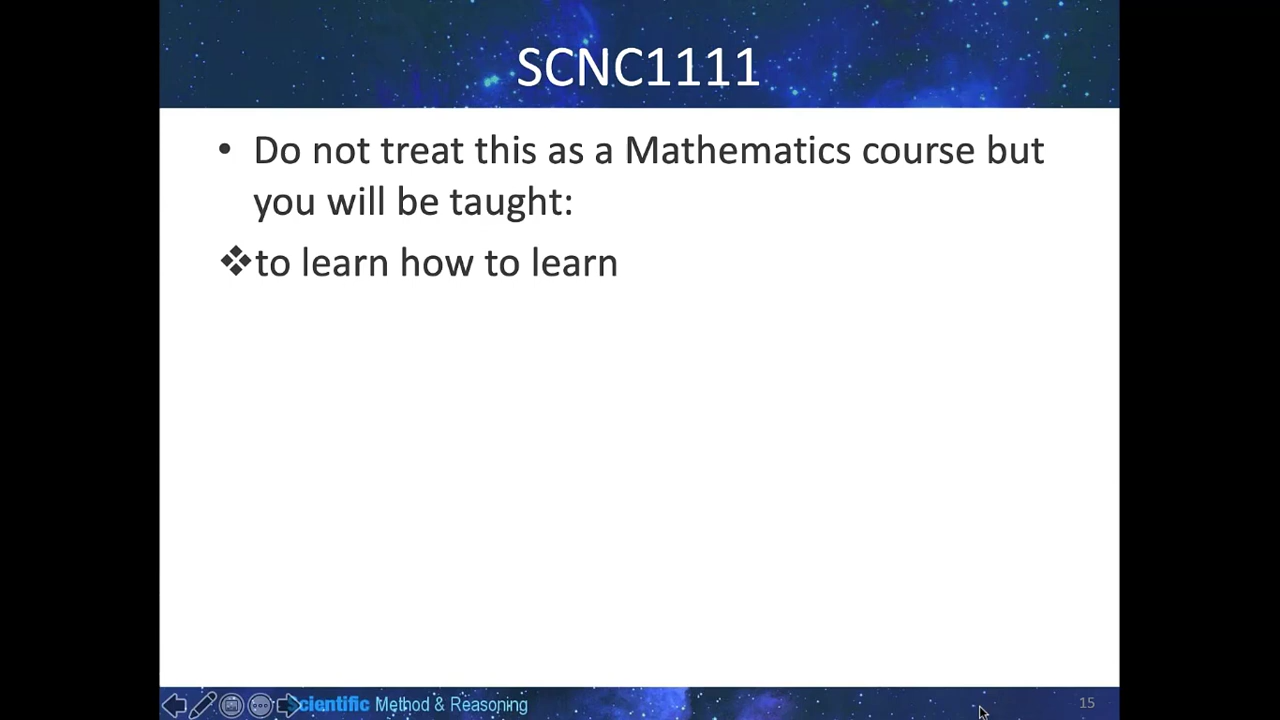 SCNC1111
• Do not treat this as a Mathematics course but
you will be taught:
❖to learn how to learn
Scientific Method & Reasoning
15